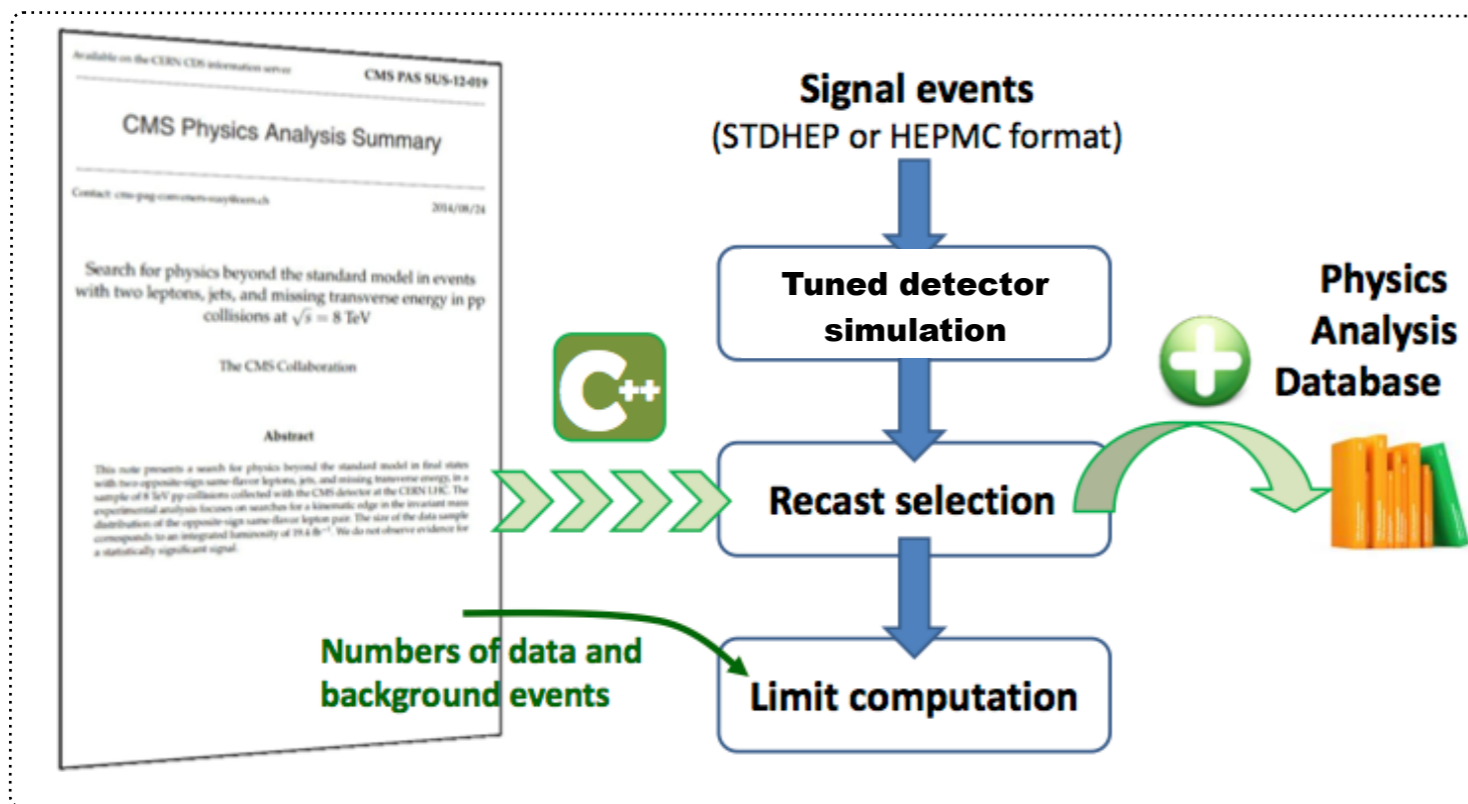 Available on the CERN CDS information server
CMS PAS SUS-12-019
CMS Physics Analysis Summary
Contact: cms-pag-conveners-susy@cern.ch
2014/08/24
Search for physics beyond the standard model in events
with two leptons, jets, and missing transverse energy in pp
collisions at √s = 8 TeV
The CMS Collaboration
Abstract
This note presents a search for physics beyond the standard model in final states
with two opposite-sign same-flavor leptons, jets, and missing transverse energy, in a
sample of 8 TeV pp collisions collected with the CMS detector at the CERN LHC. The
experimental analysis focuses on searches for a kinematic edge in the invariant mass
distribution of the opposite-sign same-flavor lepton pair. The size of the data sample
corresponds to an integrated luminosity of 19.4 fb⁻¹. We do not observe evidence for
a statistically significant signal.
C++
Numbers of data and
background events
Signal events
(STDHEP or HEPMC format)
Tuned detector
simulation
Recast selection
Limit computation
Physics
Analysis
Database